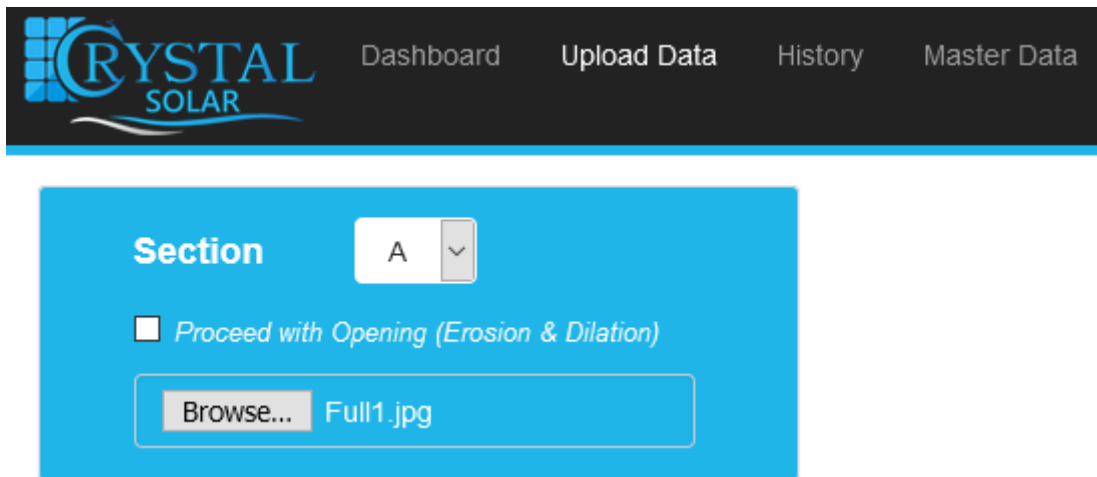 CRYSTAL
SOLAR
Dashboard Upload Data History Master Data
Section A
Proceed with Opening (Erosion & Dilation)
Browse... Full1.jpg